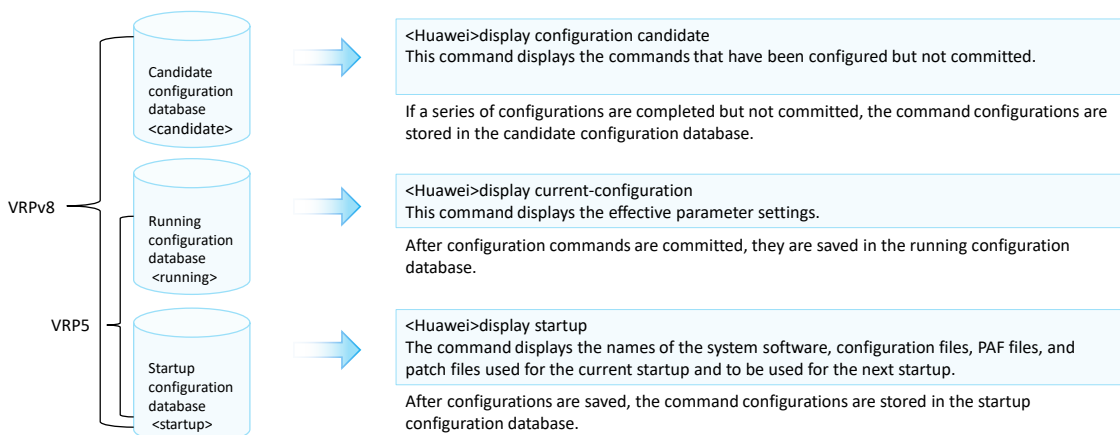 <Huawei>display configuration candidate
This command displays the commands that have been configured but not committed.
Candidate
configuration
database
<candidate>
If a series of configurations are completed but not committed, the command configurations are
stored in the candidate configuration database.
<Huawei>display current-configuration
This command displays the effective parameter settings.
VRPv8
Running
configuration
database
<running>
After configuration commands are committed, they are saved in the running configuration
database.
VRP5
<Huawei>display startup
The command displays the names of the system software, configuration files, PAF files, and
patch files used for the current startup and to be used for the next startup.
Startup
configuration
database
<startup>
After configurations are saved, the command configurations are stored in the startup
configuration database.